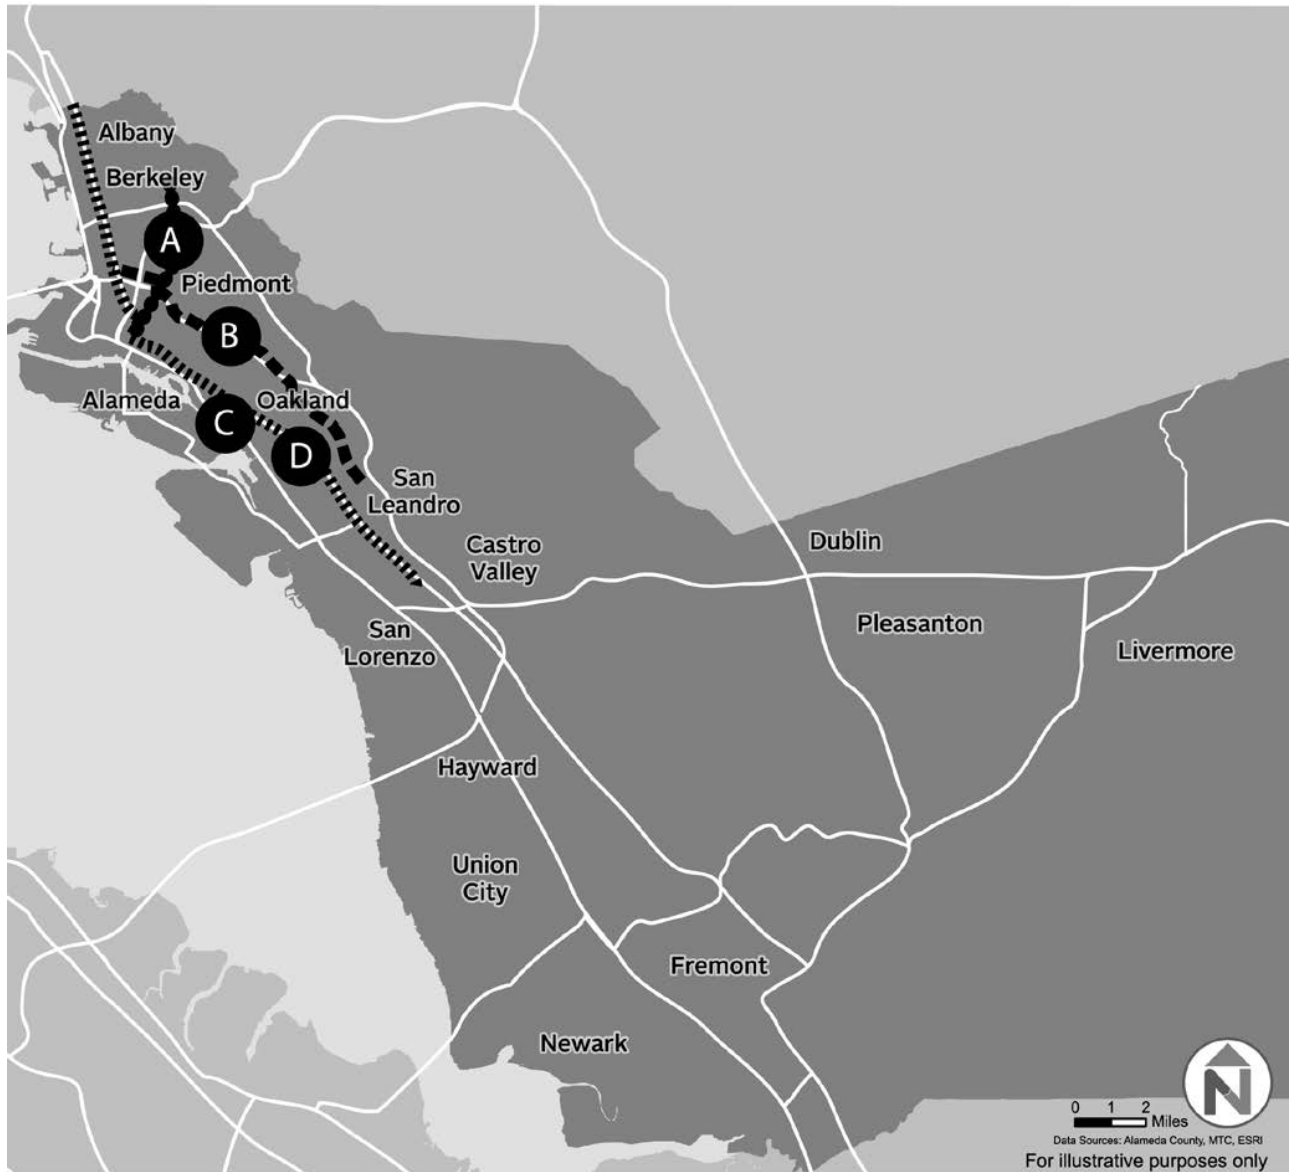 Albany
Berkeley
A
Piedmont
B
Alameda
Oakland
C
D
San
Leandro
Castro
Valley
Dublin
San
Lorenzo
Pleasanton
Livermore
Hayward
Union
City
Fremont
Newark
N
0 1 2
Miles
Data Sources: Alameda County, MTC, ESRI
For illustrative purposes only